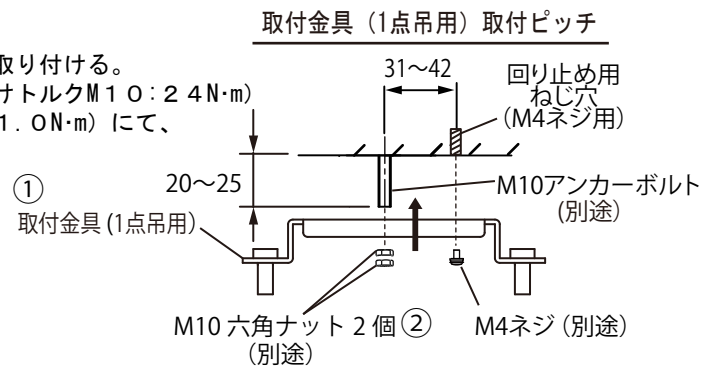 取付金具（1点吊用）取付ピッチ
取り付ける。
けトルクM１０：２４N･m）
１.０N･m）にて、
31～42
回り止め用
ねじ穴
(M4ネジ用)
①
20～25
M10アンカーボルト
(別途)
取付金具(1点吊用)
M10 六角ナット 2 個②
(別途)
M4ネジ (別途)